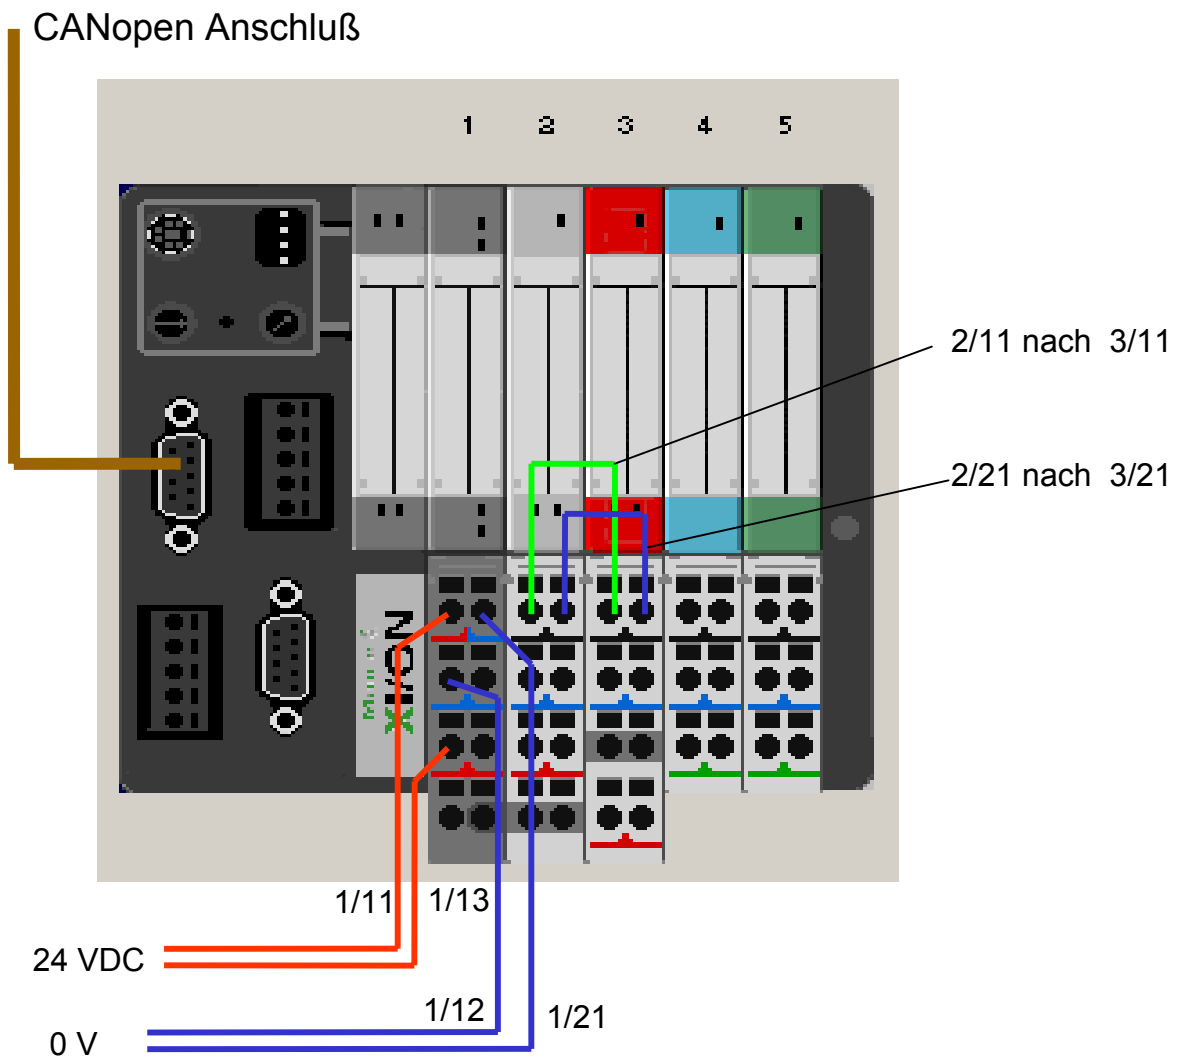 CANopen Anschluß
1 2 3 4 5
2/11 nach 3/11
2/21 nach 3/21
1/11 1/13
24 VDC
1/12 1/21
0 V